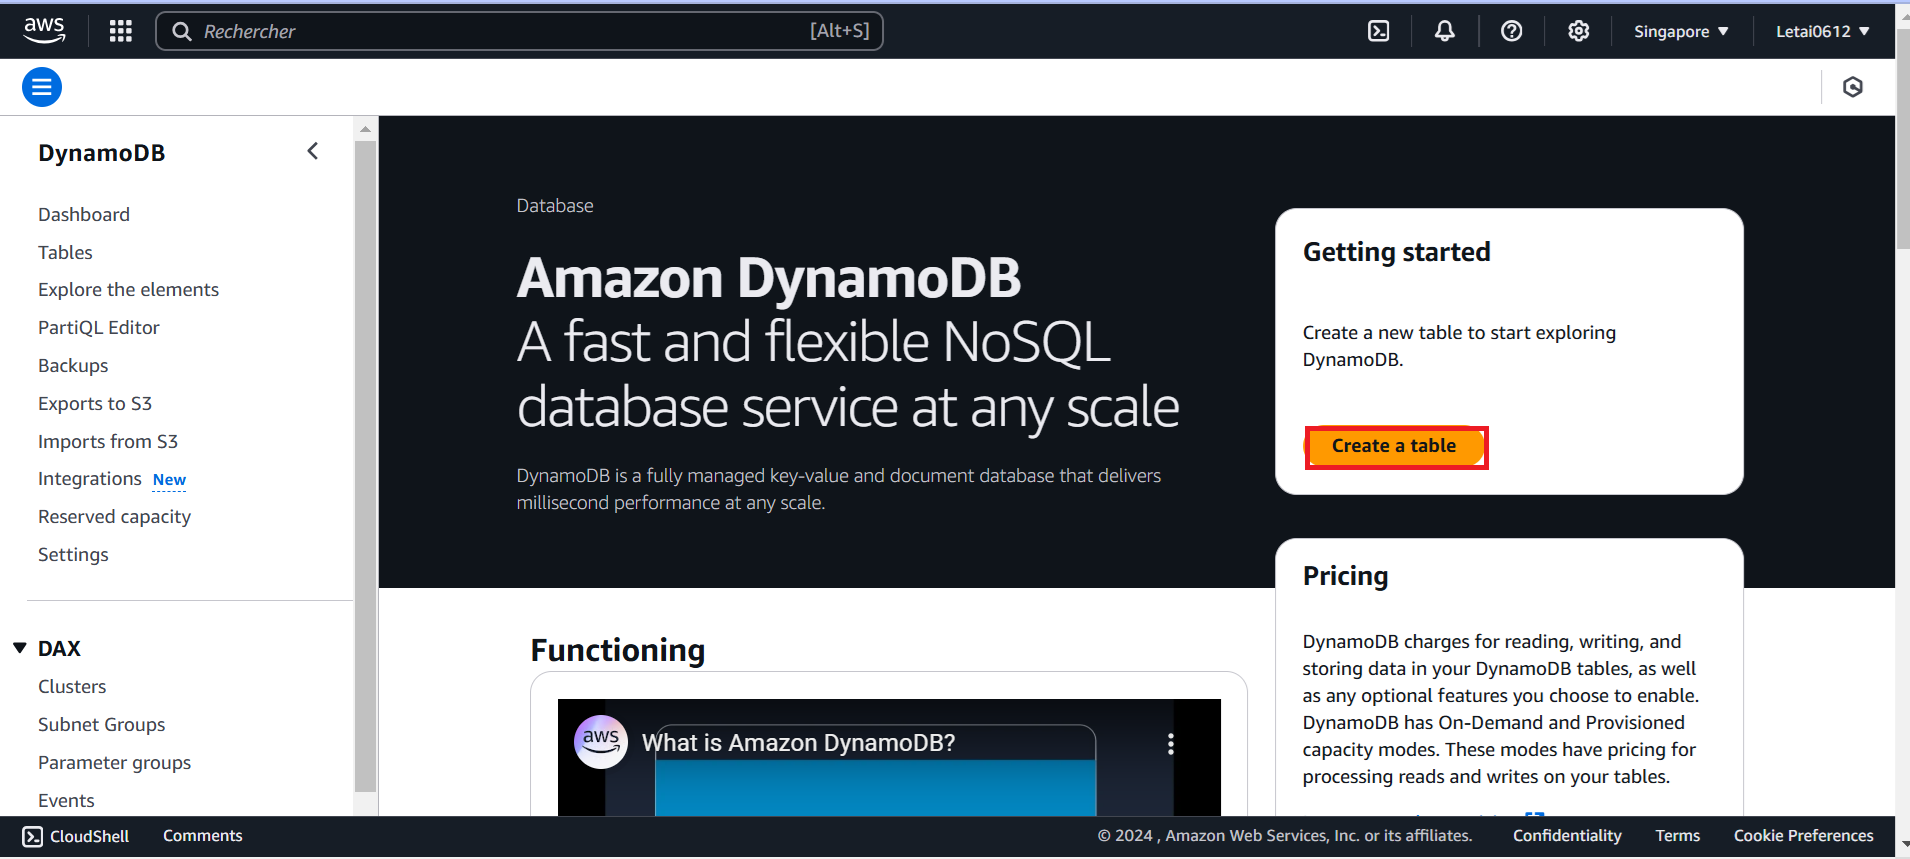 aws
Rechercher
[Alt+S]
Singapore
Letai0612
DynamoDB
Dashboard
Tables
Explore the elements
PartiQL Editor
Backups
Exports to S3
Imports from S3
Integrations New
Reserved capacity
Settings
DAX
Clusters
Subnet Groups
Parameter groups
Events
Database
Amazon DynamoDB
A fast and flexible NoSQL
database service at any scale
DynamoDB is a fully managed key-value and document database that delivers
millisecond performance at any scale.
Getting started
Create a new table to start exploring
DynamoDB.
Create a table
Pricing
DynamoDB charges for reading, writing, and
storing data in your DynamoDB tables, as well
as any optional features you choose to enable.
DynamoDB has On-Demand and Provisioned
capacity modes. These modes have pricing for
processing reads and writes on your tables.
Functioning
aws
What is Amazon DynamoDB?
CloudShell
Comments
© 2024 , Amazon Web Services, Inc. or its affiliates.
Confidentiality
Terms
Cookie Preferences